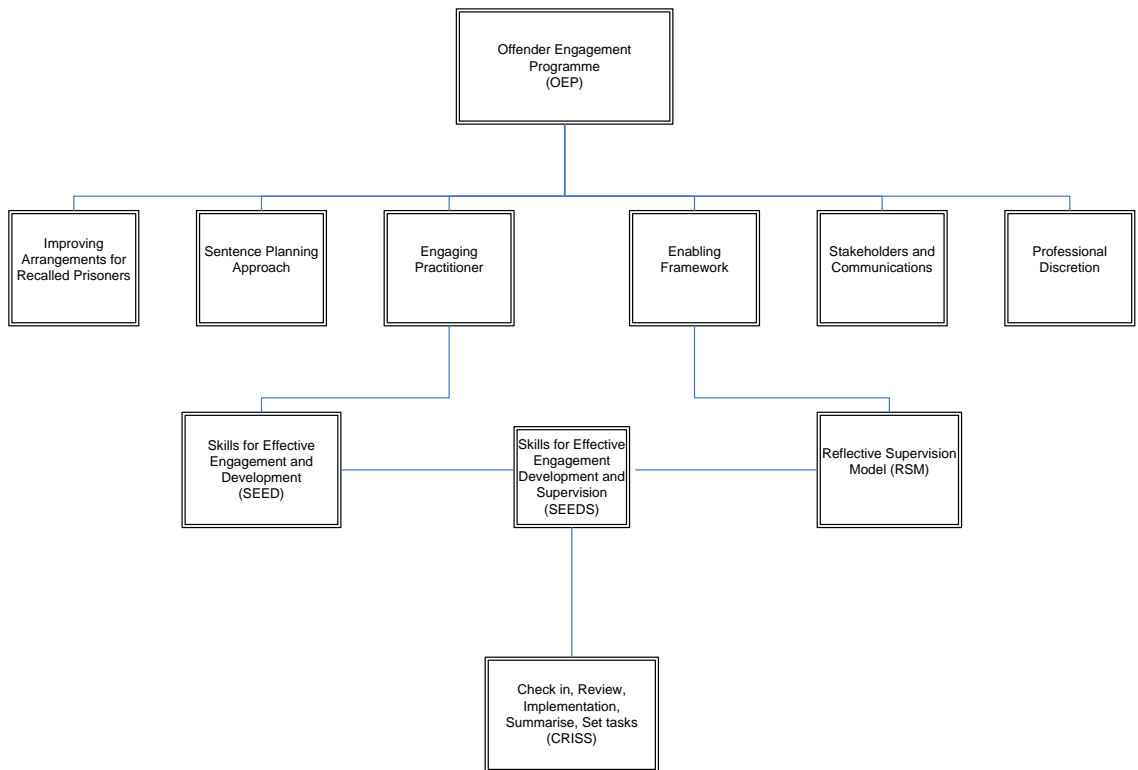 Offender Engagement
Programme
(OEP)
Improving
Arrangements for
Recalled Prisoners
Sentence Planning
Approach
Engaging
Practitioner
Enabling
Framework
Stakeholders and
Communications
Professional
Discretion
Skills for Effective
Engagement and
Development
(SEED)
Skills for Effective
Engagement
Development and
Supervision
(SEEDS)
Reflective Supervision
Model (RSM)
Check in, Review,
Implementation,
Summarise, Set tasks
(CRISS)